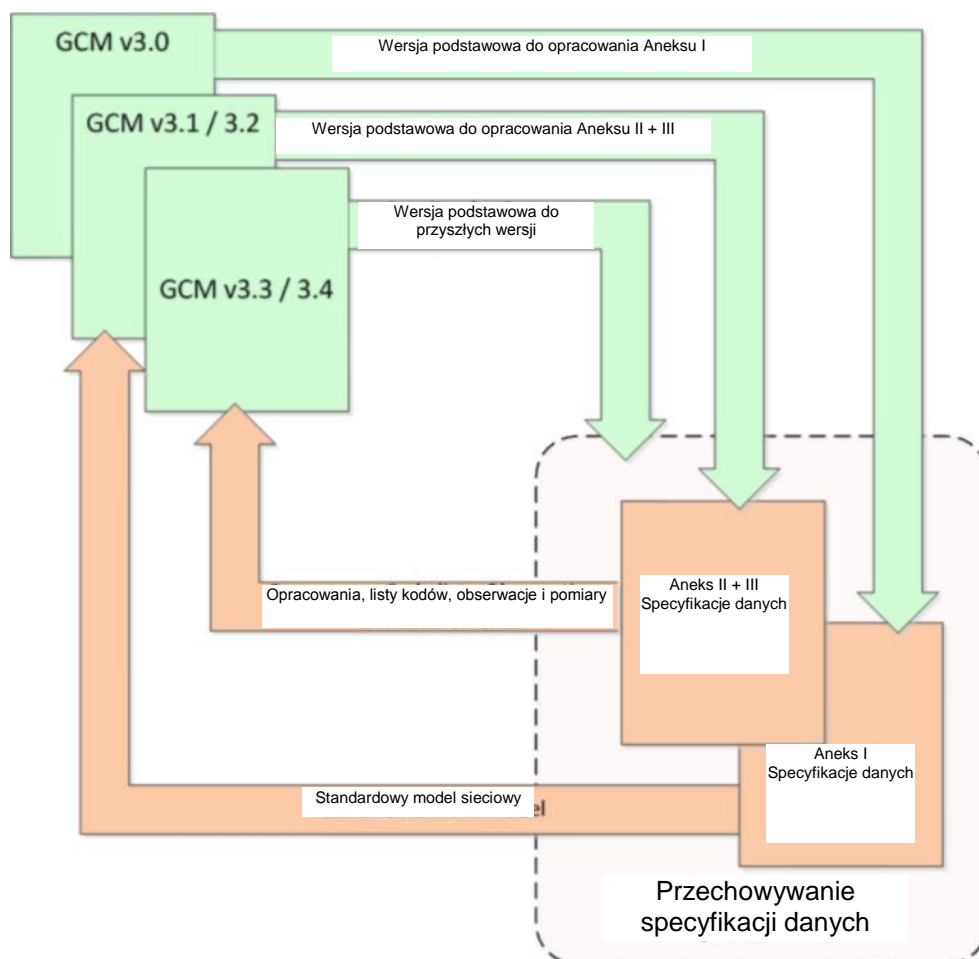 GCM v3.0
Wersja podstawowa do opracowania Aneksu I
GCM v3.1 / 3.2
Wersja podstawowa do opracowania Aneksu II + III
Wersja podstawowa do
przyszłych wersji
GCM v3.3 / 3.4
Opracowania, listy kodów, obserwacje i pomiary
Aneks II + III
Specyfikacje danych
Aneks I
Specyfikacje danych
Standardowy model sieciowy
Przechowywanie
specyfikacji danych